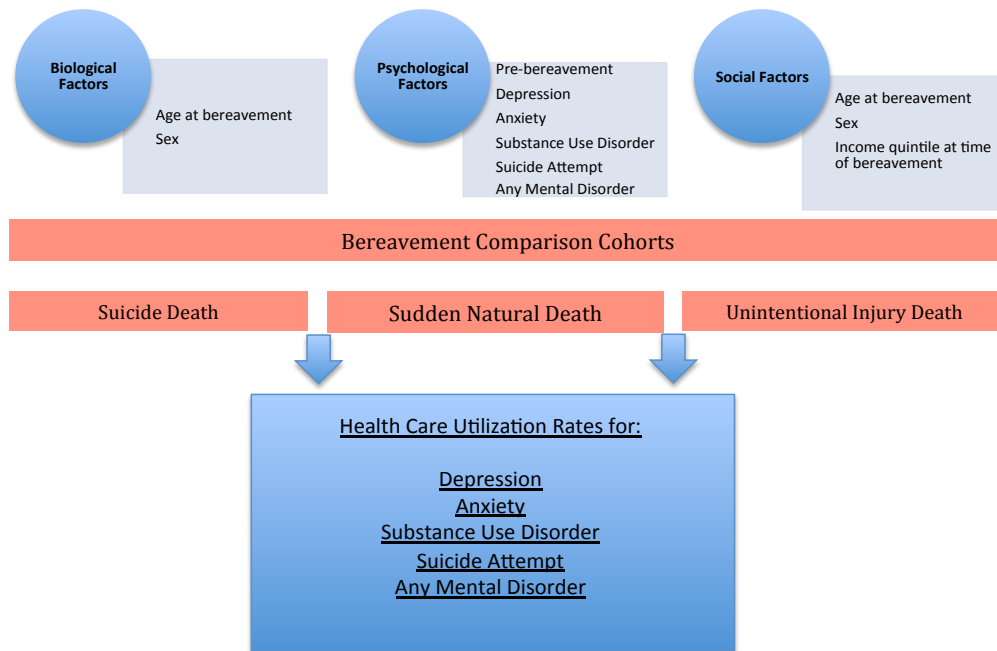 Biological
Factors
Age at bereavement
Sex
Psychological
Factors
Pre-bereavement
Depression
Anxiety
Substance Use Disorder
Suicide Attempt
Any Mental Disorder
Social Factors
Age at bereavement
Sex
Income quintile at time
of bereavement
Bereavement Comparison Cohorts
Suicide Death
Sudden Natural Death
Unintentional Injury Death
Health Care Utilization Rates for:
Depression
Anxiety
Substance Use Disorder
Suicide Attempt
Any Mental Disorder